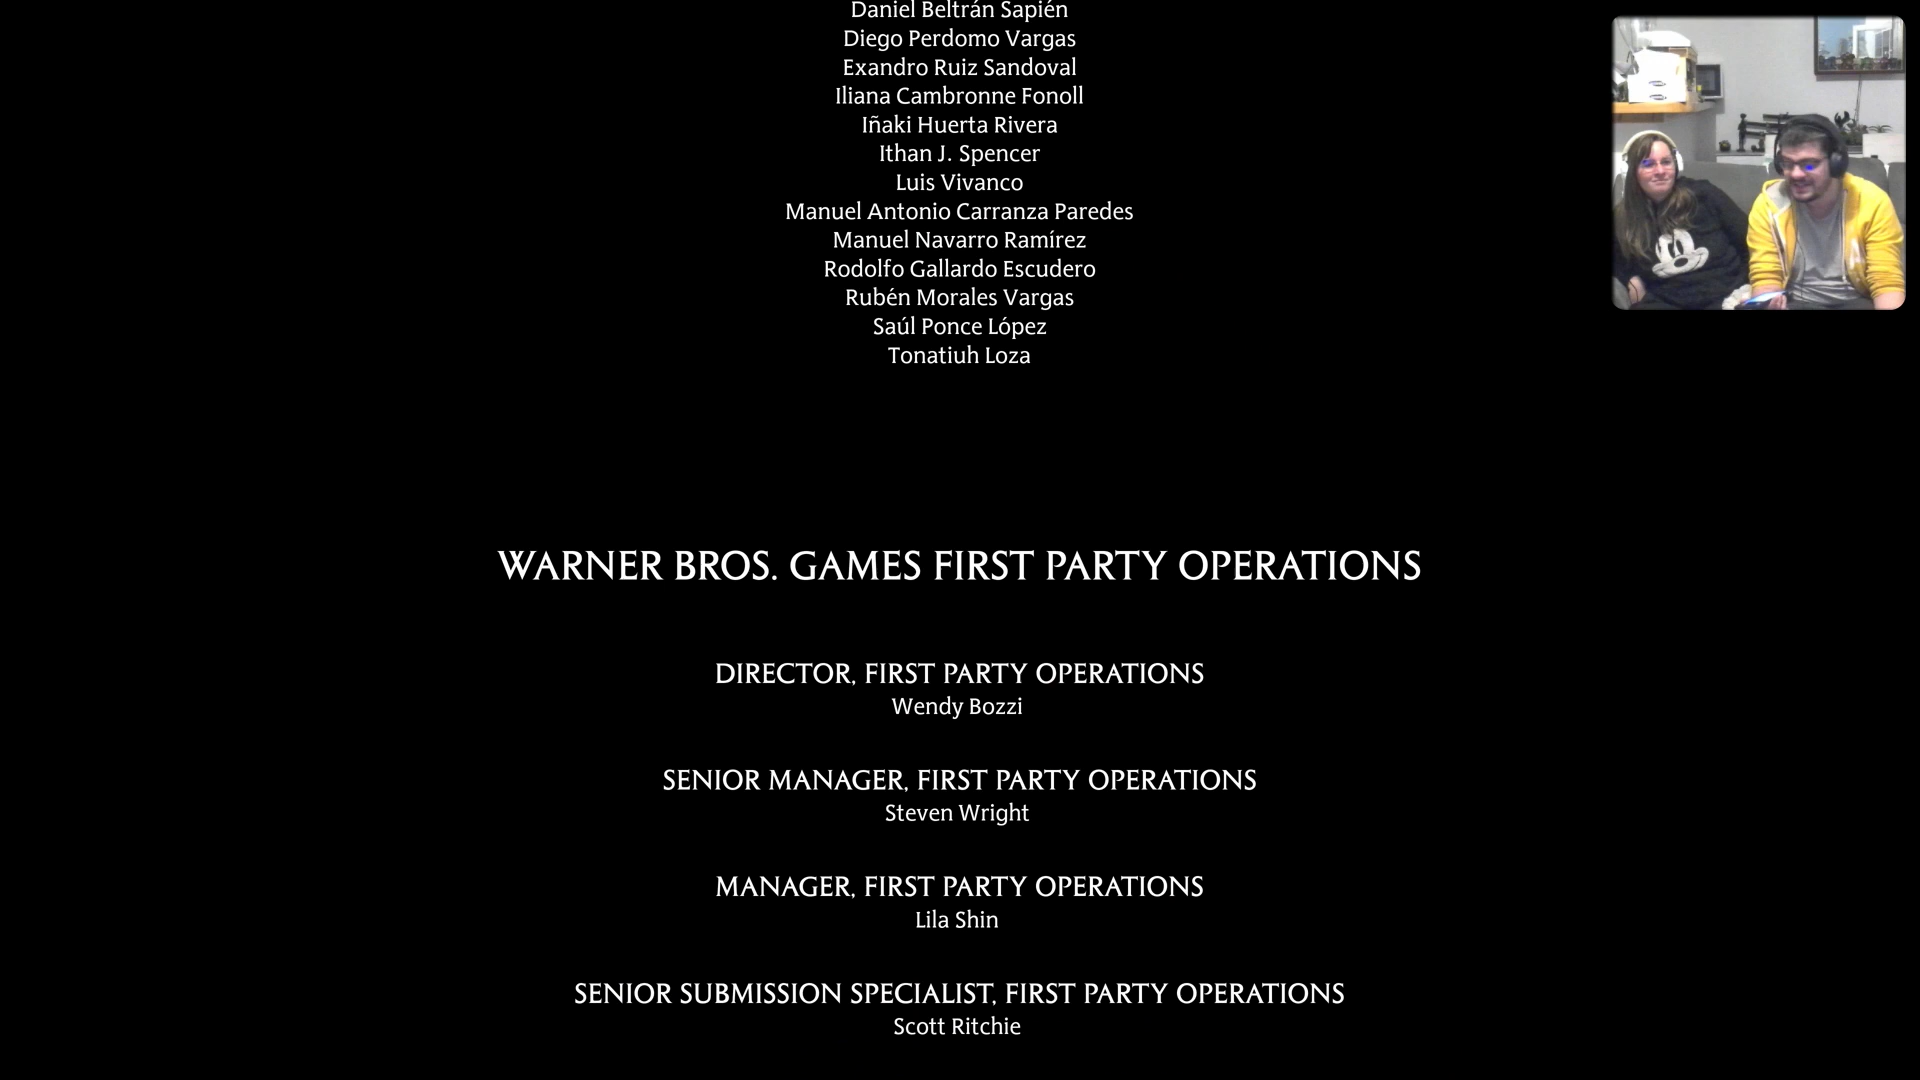 Daniel Beltrán Sapién
Diego Perdomo Vargas
Exandro Ruiz Sandoval
Iliana Cambronne Fonoll
Iñaki Huerta Rivera
Ithan J. Spencer
Luis Vivanco
Manuel Antonio Carranza Paredes
Manuel Navarro Ramírez
Rodolfo Gallardo Escudero
Rubén Morales Vargas
Saúl Ponce López
Tonatiuh Loza
WARNER BROS. GAMES FIRST PARTY OPERATIONS
DIRECTOR, FIRST PARTY OPERATIONS
Wendy Bozzi
SENIOR MANAGER, FIRST PARTY OPERATIONS
Steven Wright
MANAGER, FIRST PARTY OPERATIONS
Lila Shin
SENIOR SUBMISSION SPECIALIST, FIRST PARTY OPERATIONS
Scott Ritchie